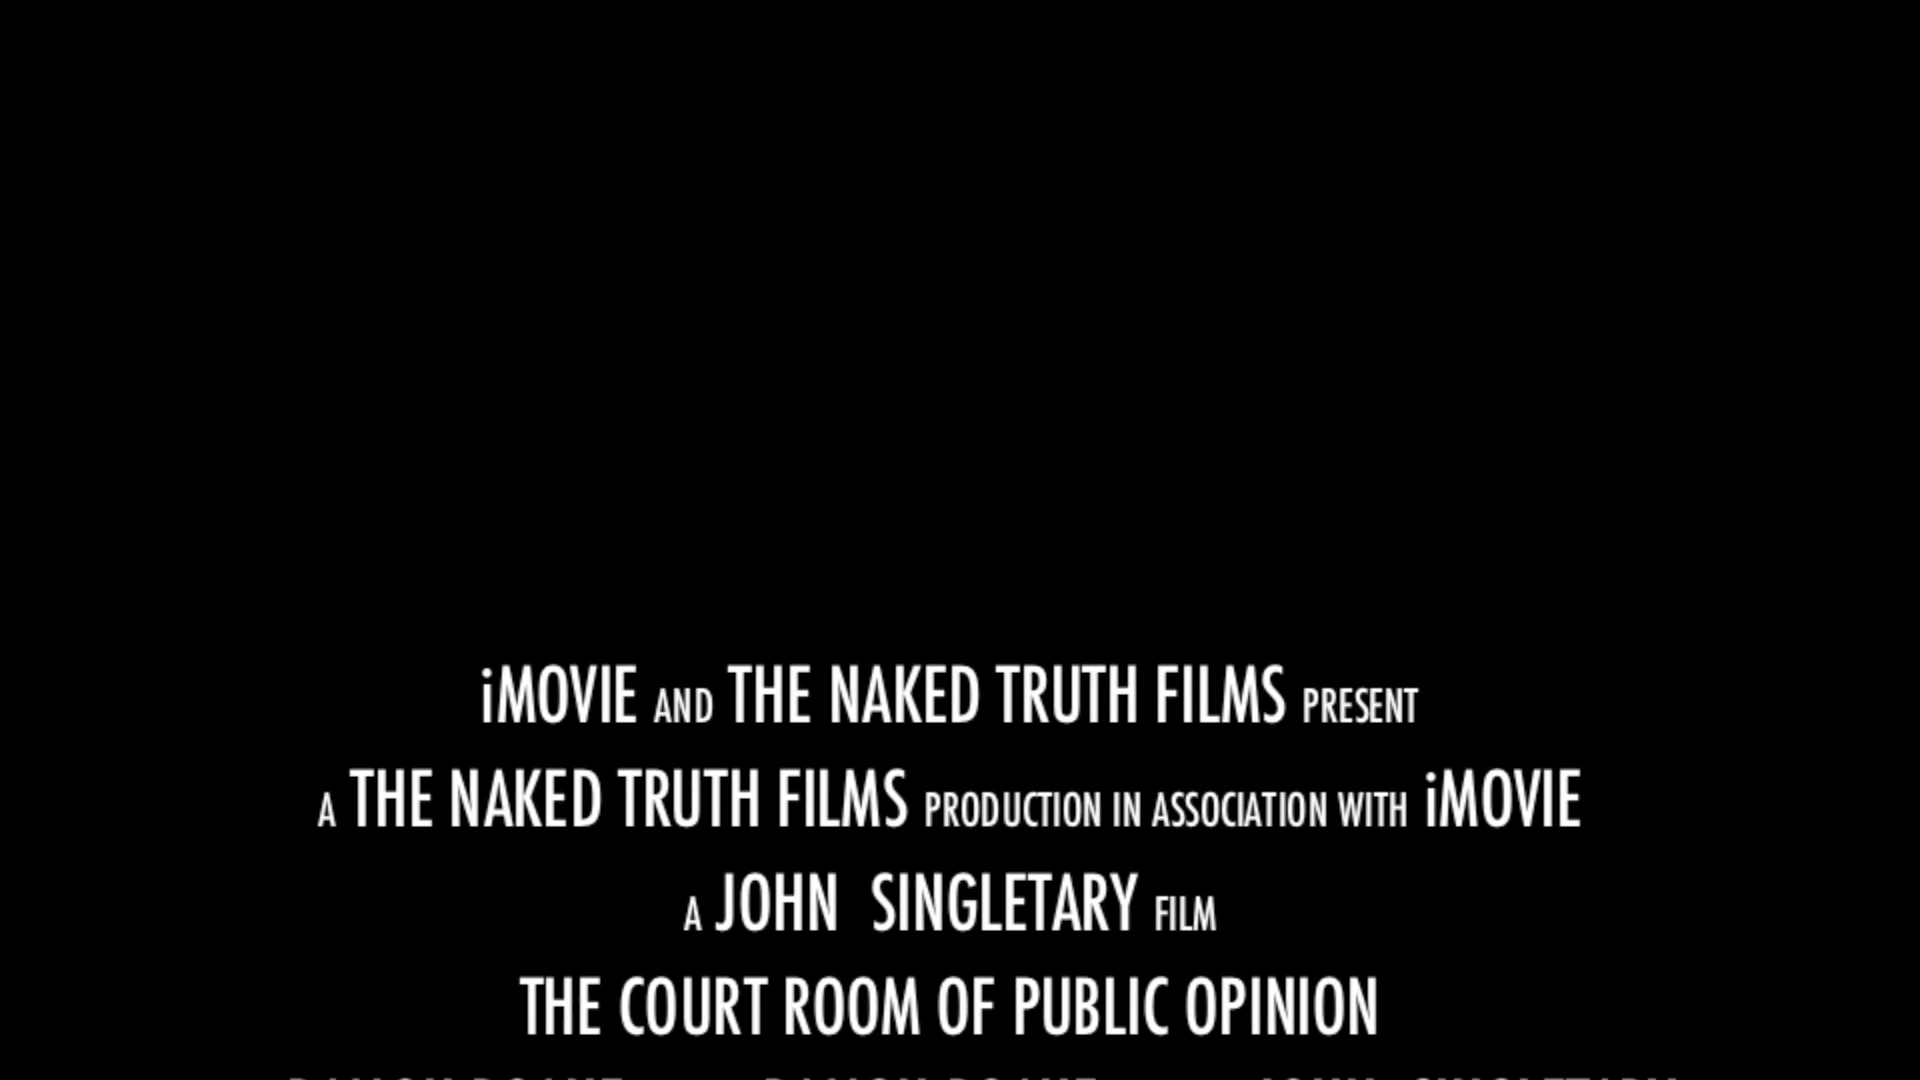 iMOVIE AND THE NAKED TRUTH FILMS PRESENT
A THE NAKED TRUTH FILMS PRODUCTION IN ASSOCIATION WITH iMOVIE
A JOHN SINGLETARY FILM
THE COURT ROOM OF PUBLIC OPINION